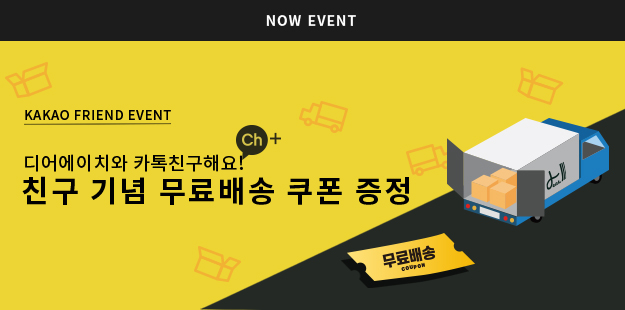 NOW EVENT
KAKAO FRIEND EVENT
Ch+
디어에이치와 카톡친구해요!
친구 기념 무료배송 쿠폰 증정
무료배송
COUPON